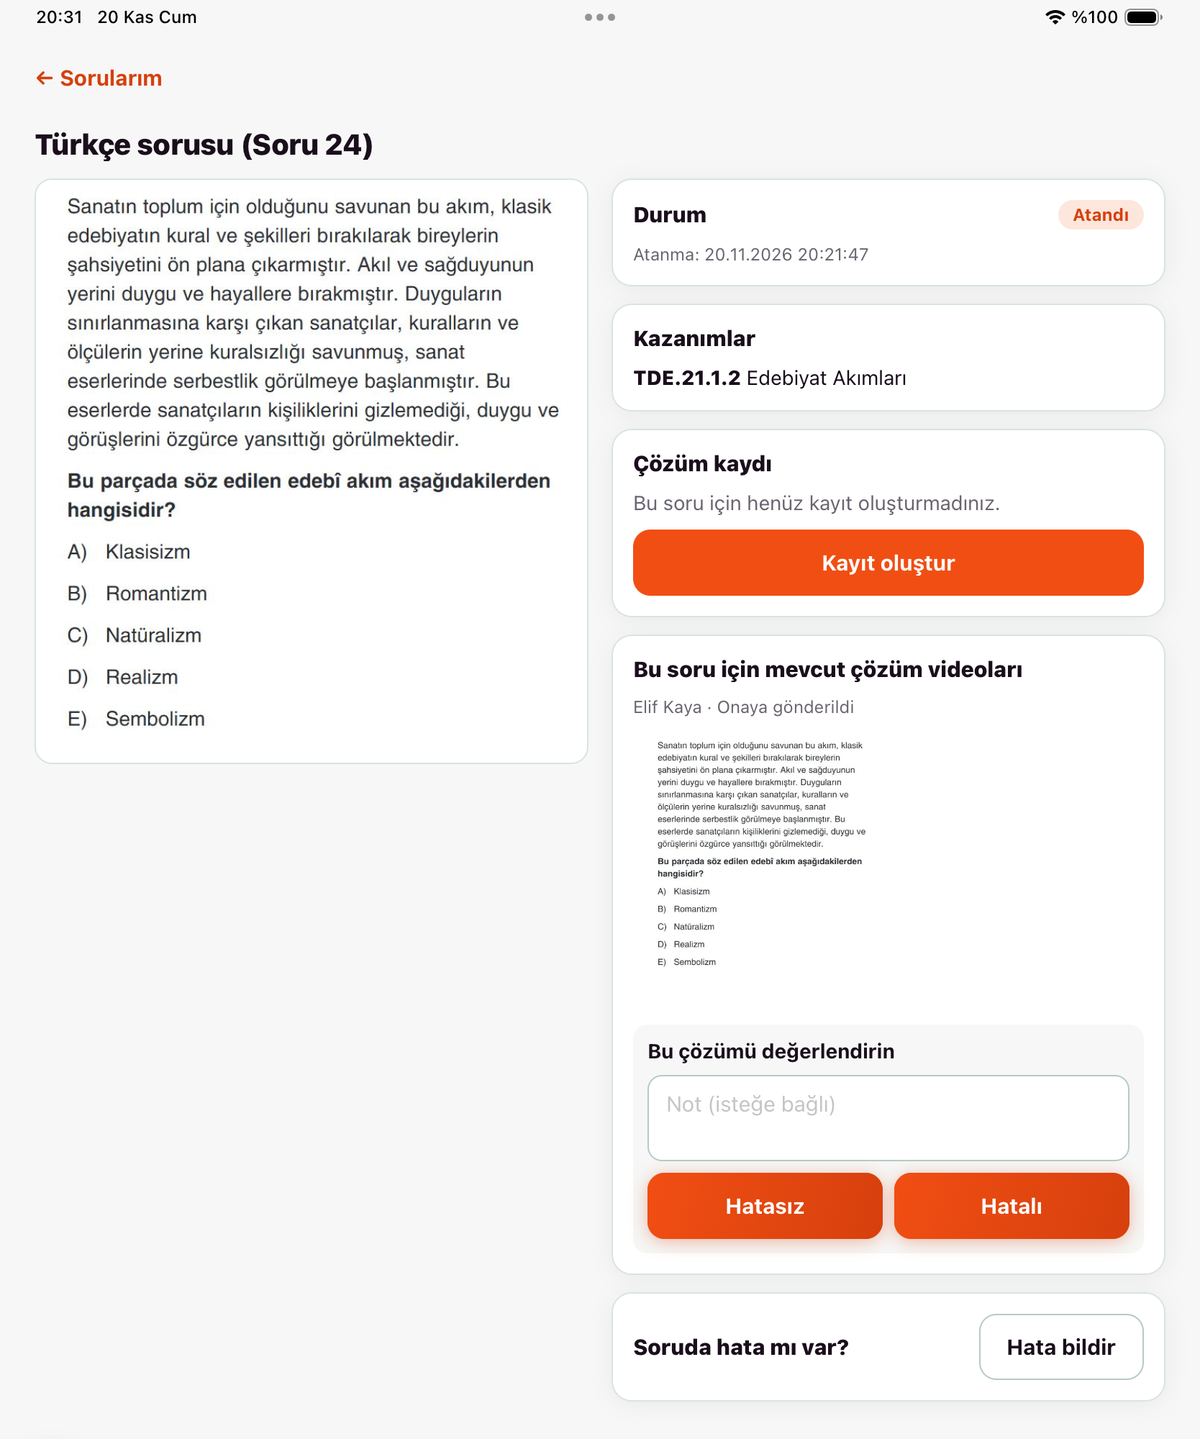 20:31 20 Kas Cum
%100
← Sorularım
Türkçe sorusu (Soru 24)
Sanatın toplum için olduğunu savunan bu akım, klasik
edebiyatın kural ve şekilleri bırakılarak bireylerin
şahsiyetini ön plana çıkarmıştır. Akıl ve sağduyunun
yerini duygu ve hayallere bırakmıştır. Duyguların
sınırlanmasına karşı çıkan sanatçılar, kuralların ve
ölçülerin yerine kuralsızlığı savunmuş, sanat
eserlerinde serbestlik görülmeye başlanmıştır. Bu
eserlerde sanatçıların kişiliklerini gizlemediği, duygu ve
görüşlerini özgürce yansıttığı görülmektedir.
Bu parçada söz edilen edebî akım aşağıdakilerden
hangisidir?
A) Klasisizm
B) Romantizm
C) Natüralizm
D) Realizm
E) Sembolizm
Durum
Atandı
Atanma: 20.11.2026 20:21:47
Kazanımlar
TDE.21.1.2 Edebiyat Akımları
Çözüm kaydı
Bu soru için henüz kayıt oluşturmadınız.
Kayıt oluştur
Bu soru için mevcut çözüm videoları
Elif Kaya · Onaya gönderildi
Sanatın toplum için olduğunu savunan bu akım, klasik
edebiyatın kural ve şekilleri bırakılarak bireylerin
şahsiyetini ön plana çıkarmıştır. Akıl ve sağduyunun
yerini duygu ve hayallere bırakmıştır. Duyguların
sınırlanmasına karşı çıkan sanatçılar, kuralların ve
ölçülerin yerine kuralsızlığı savunmuş, sanat
eserlerinde serbestlik görülmeye başlanmıştır. Bu
eserlerde sanatçıların kişiliklerini gizlemediği, duygu ve
görüşlerini özgürce yansıttığı görülmektedir.
Bu parçada söz edilen edebî akım aşağıdakilerden
hangisidir?
A) Klasisizm
B) Romantizm
C) Natüralizm
D) Realizm
E) Sembolizm
Bu çözümü değerlendirin
Not (isteğe bağlı)
Hatasız
Hatalı
Soruda hata mı var?
Hata bildir